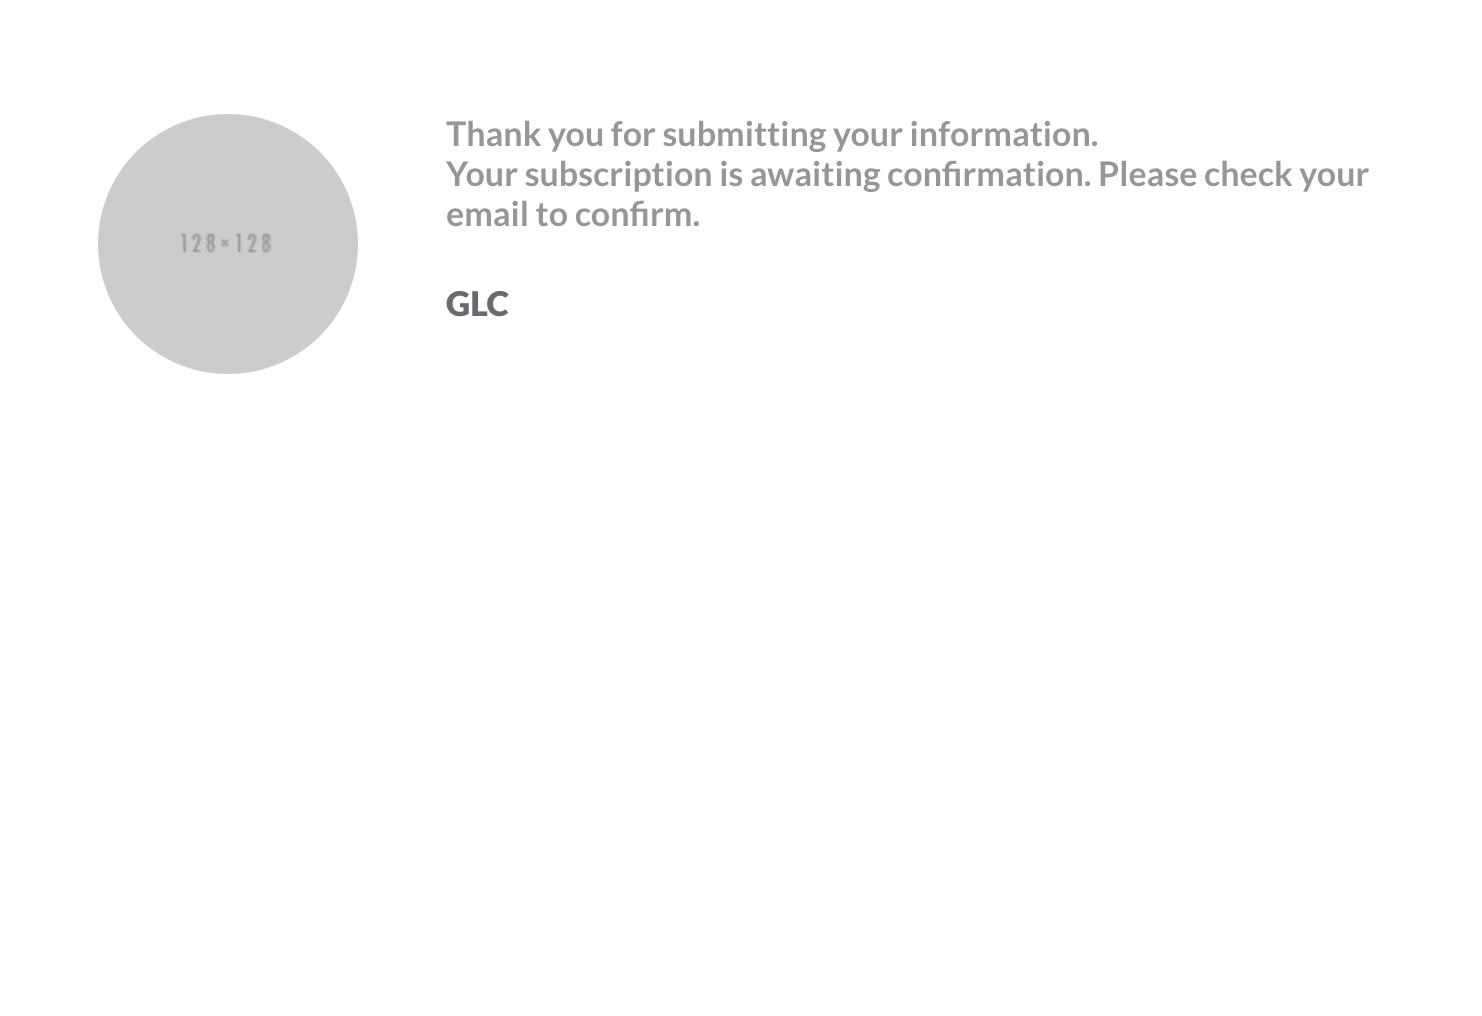 128×128
Thank you for submitting your information.
Your subscription is awaiting confirmation. Please check your
email to confirm.
GLC